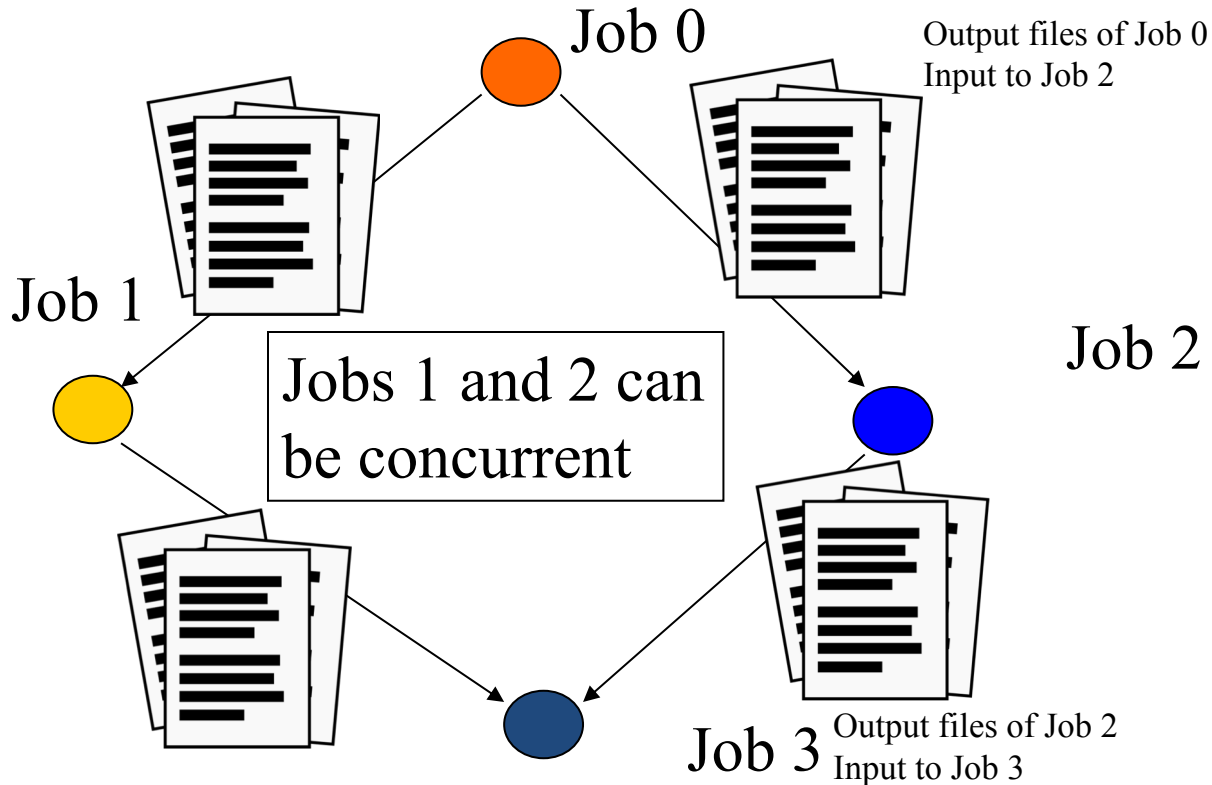 Job 0
Output files of Job 0
Input to Job 2
Job 1
Jobs 1 and 2 can
be concurrent
Job 2
Job 3
Output files of Job 2
Input to Job 3